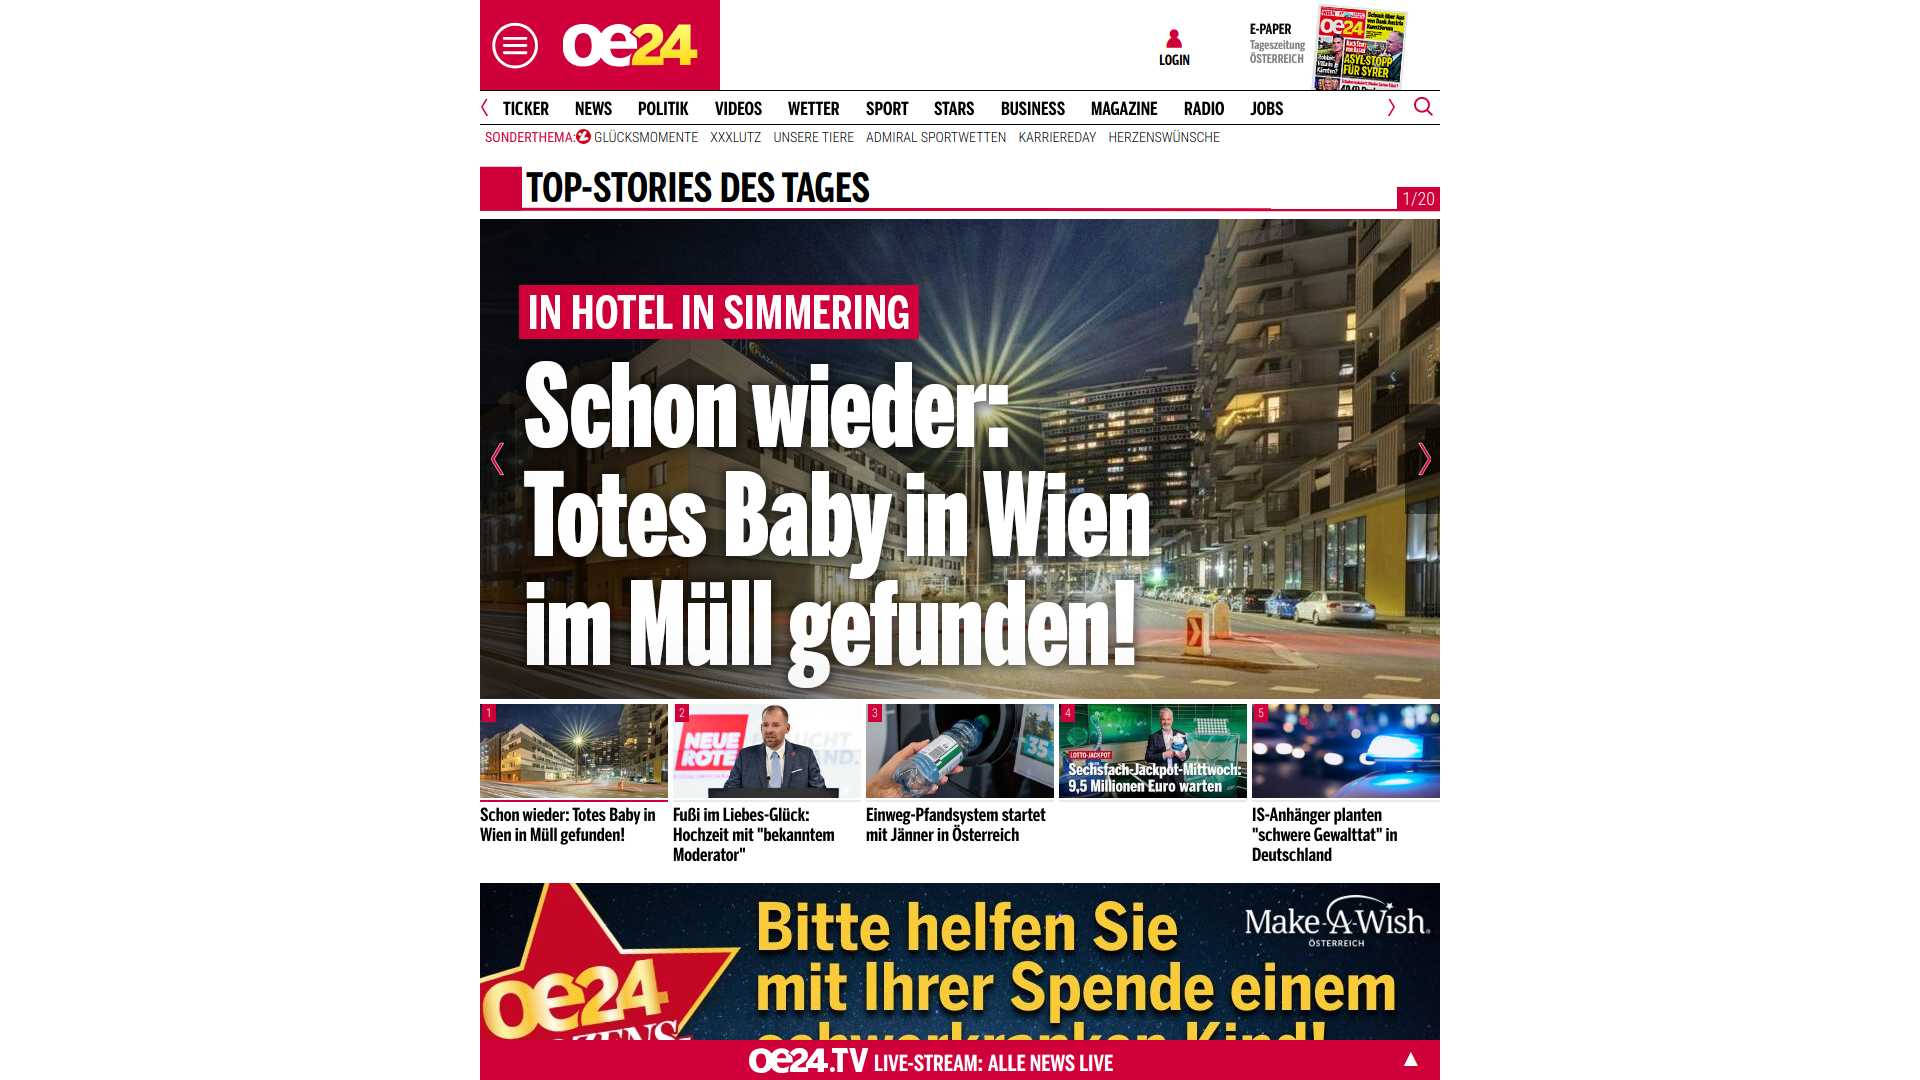 oe24
LOGIN
E-PAPER
Tageszeitung
ÖSTERREICH
oe24
ASYL-STOPP
FÜR SYRER
TICKER NEWS POLITIK VIDEOS WETTER SPORT STARS BUSINESS MAGAZINE RADIO JOBS
SONDERTHEMA: GLÜCKSMOMENTE XXXLUTZ UNSERE TIERE ADMIRAL SPORTWETTEN KARRIEREDAY HERZENSWÜNSCHE
TOP-STORIES DES TAGES
1/20
IN HOTEL IN SIMMERING
Schon wieder:
Totes Baby in Wien
im Müll gefunden!
1
Schon wieder: Totes Baby in
Wien in Müll gefunden!
2
NEUE
ROTE
Fußi im Liebes-Glück:
Hochzeit mit "bekanntem
Moderator"
3
35
Einweg-Pfandsystem startet
mit Jänner in Österreich
4
LOTTO-JACKPOT
Sechsfach-Jackpot-Mittwoch:
9,5 Millionen Euro warten
5
IS-Anhänger planten
"schwere Gewalttat" in
Deutschland
Bitte helfen Sie
mit Ihrer Spende einem
schwerkranken Kind!
Make-A-Wish
ÖSTERREICH
oe24
oe24.TV LIVE-STREAM: ALLE NEWS LIVE